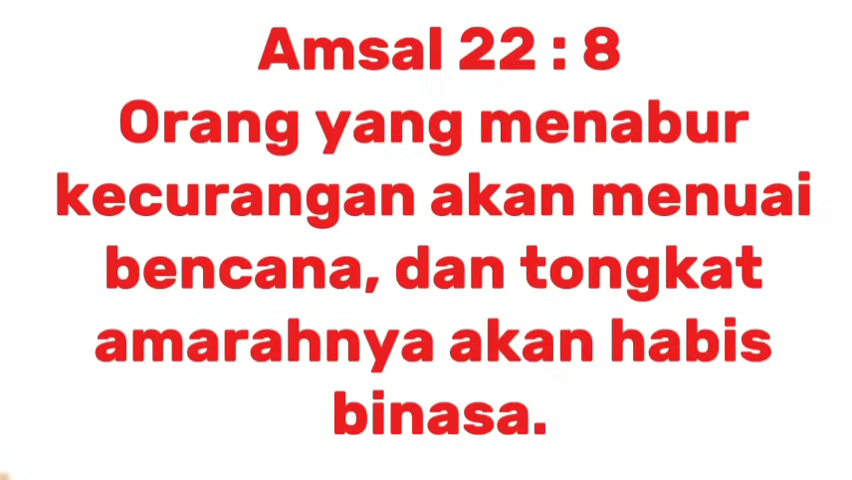 Amsal 22 : 8
Orang yang menabur
kecurangan akan menuai
bencana, dan tongkat
amarahnya akan habis
binasa.